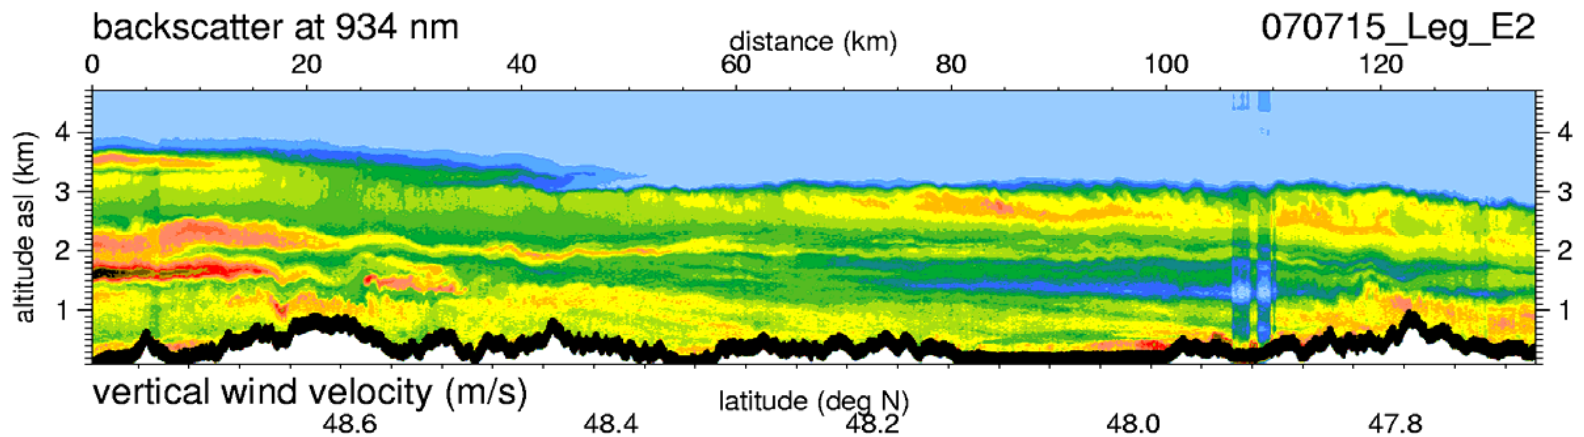 backscatter at 934 nm
distance (km)
070715_Leg_E2
0 20 40 60 80 100 120
altitude asl (km)
4
3
2
1
4
3
2
1
vertical wind velocity (m/s)
latitude (deg N)
48.6 48.4 48.2 48.0 47.8